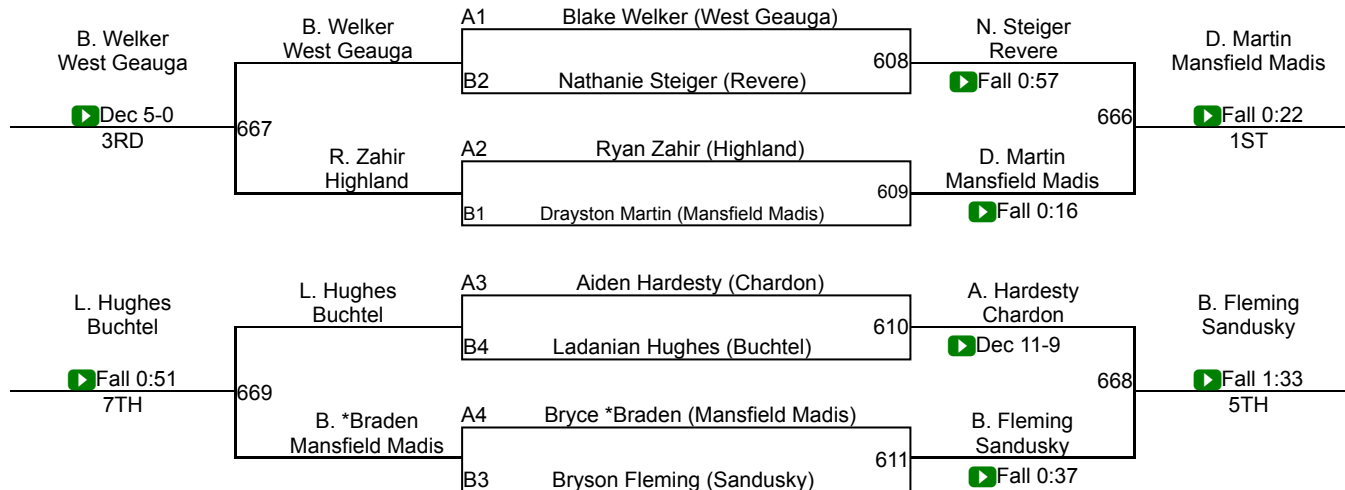 A1 Blake Welker (West Geauga)
B. Welker
West Geauga
B. Welker
West Geauga
N. Steiger
Revere
D. Martin
Mansfield Madis
608
B2 Nathanie Steiger (Revere)
Fall 0:57
Dec 5-0
3RD
667
666
Fall 0:22
1ST
A2 Ryan Zahir (Highland)
R. Zahir
Highland
D. Martin
Mansfield Madis
609
B1 Drayston Martin (Mansfield Madis)
Fall 0:16
A3 Aiden Hardesty (Chardon)
L. Hughes
Buchtel
L. Hughes
Buchtel
A. Hardesty
Chardon
B. Fleming
Sandusky
610
B4 Ladanian Hughes (Buchtel)
Dec 11-9
Fall 0:51
7TH
669
668
Fall 1:33
5TH
A4 Bryce *Braden (Mansfield Madis)
B. *Braden
Mansfield Madis
B. Fleming
Sandusky
611
B3 Bryson Fleming (Sandusky)
Fall 0:37